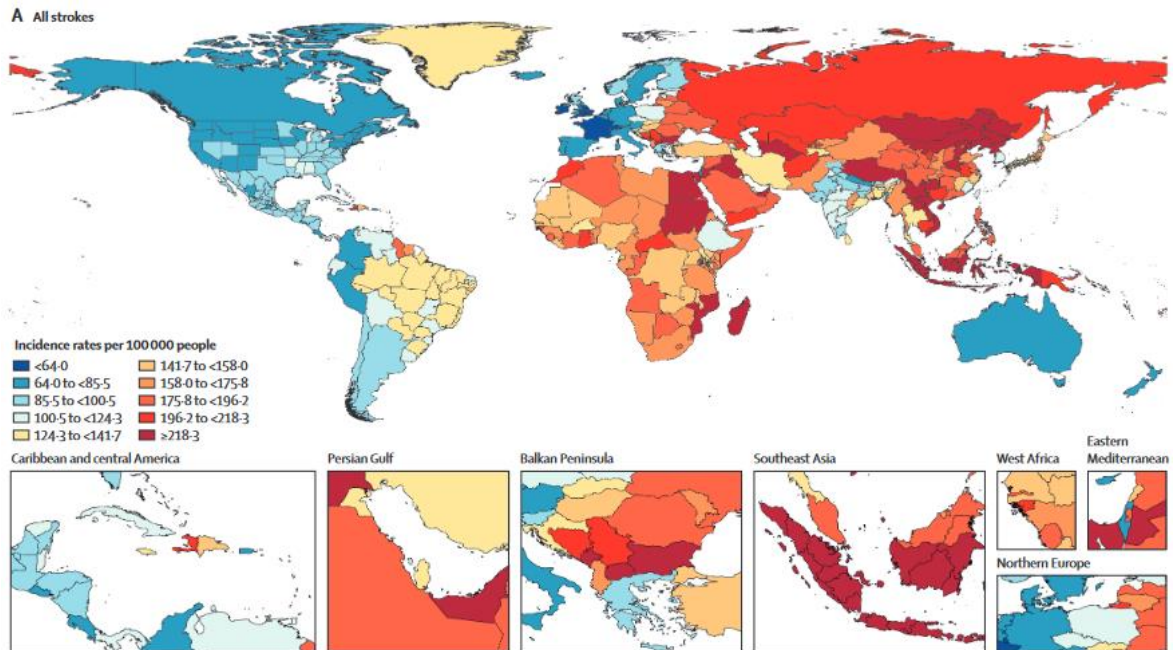 A All strokes
Incidence rates per 100 000 people
<64·0
64·0 to <85·5
85·5 to <100·5
100·5 to <124·3
124·3 to <141·7
141·7 to <158·0
158·0 to <175·8
175·8 to <196·2
196·2 to <218·3
≥218·3
Caribbean and central America
Persian Gulf
Balkan Peninsula
Southeast Asia
West Africa
Eastern
Mediterranean
Northern Europe